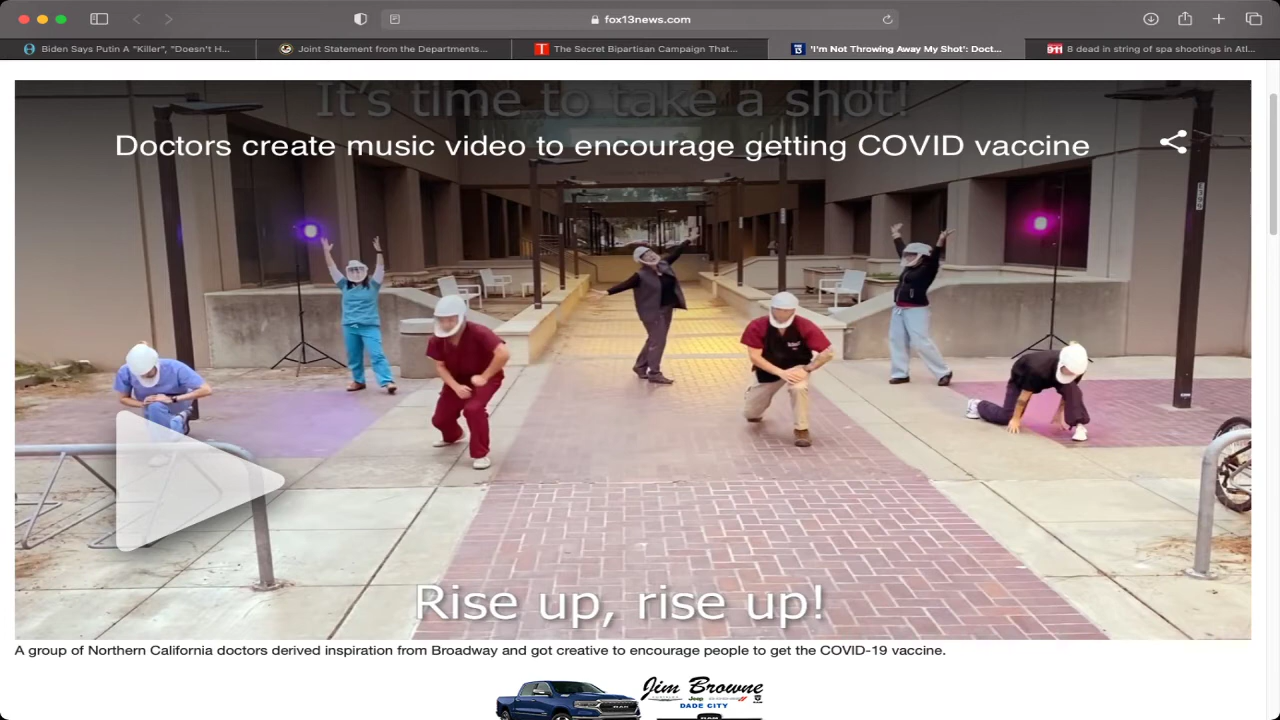 fox13news.com
Biden Says Putin A "Killer", "Doesn't H...
Joint Statement from the Departments...
The Secret Bipartisan Campaign That...
'I'm Not Throwing Away My Shot': Doct...
8 dead in string of spa shootings in Atl...
It's time to take a shot!
Doctors create music video to encourage getting COVID vaccine
Rise up, rise up!
A group of Northern California doctors derived inspiration from Broadway and got creative to encourage people to get the COVID-19 vaccine.
Jim Browne
Jeep
DADE CITY
RAM